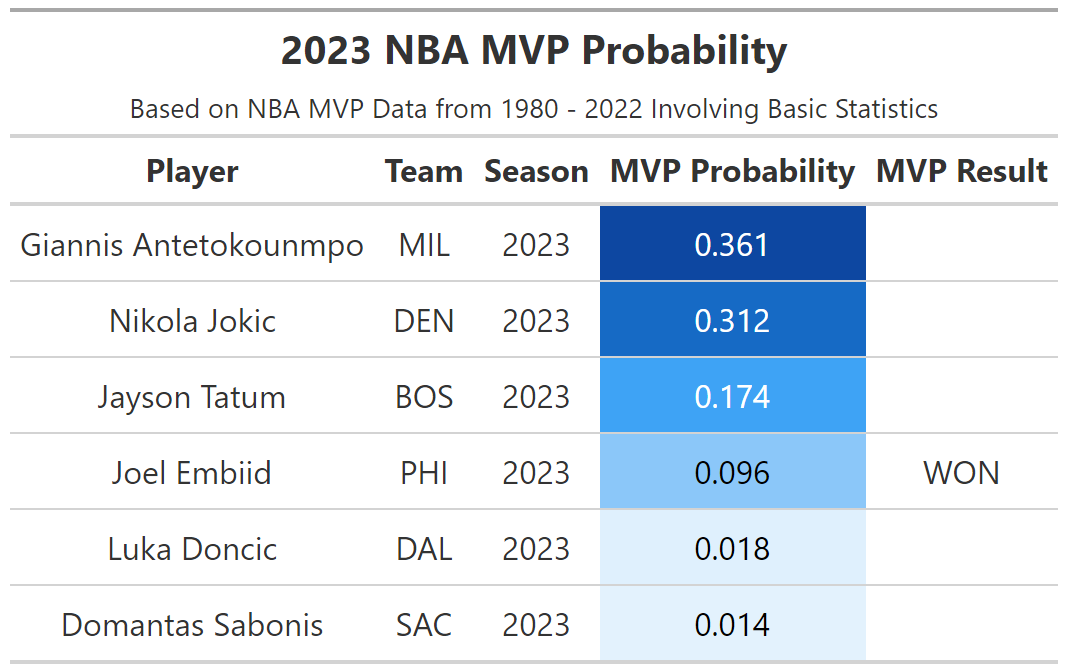 2023 NBA MVP Probability
Based on NBA MVP Data from 1980 - 2022 Involving Basic Statistics
Player Team Season MVP Probability MVP Result
Giannis Antetokounmpo MIL 2023 0.361
Nikola Jokic DEN 2023 0.312
Jayson Tatum BOS 2023 0.174
Joel Embiid PHI 2023 0.096 WON
Luka Doncic DAL 2023 0.018
Domantas Sabonis SAC 2023 0.014